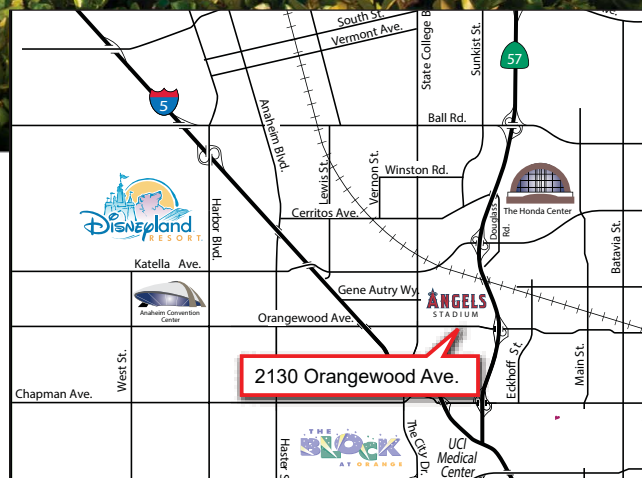 South St.
Vermont Ave.
State College B
Sunkist St.
57
5
Anaheim Blvd.
Ball Rd.
Lewis St.
Vernon St.
Winston Rd.
Disneyland
RESORT.
Harbor Blvd.
Cerritos Ave.
Douglass
Rd.
The Honda Center
Batavia St.
Katella Ave.
Gene Autry Wy.
ANGELS
STADIUM
Anaheim Convention
Center
Orangewood Ave.
2130 Orangewood Ave.
West St.
Eckhoff St.
Main St.
Chapman Ave.
Haster S
THE
BLOCK
AT ORANGE
The City Dr.
UCI
Medical
Center